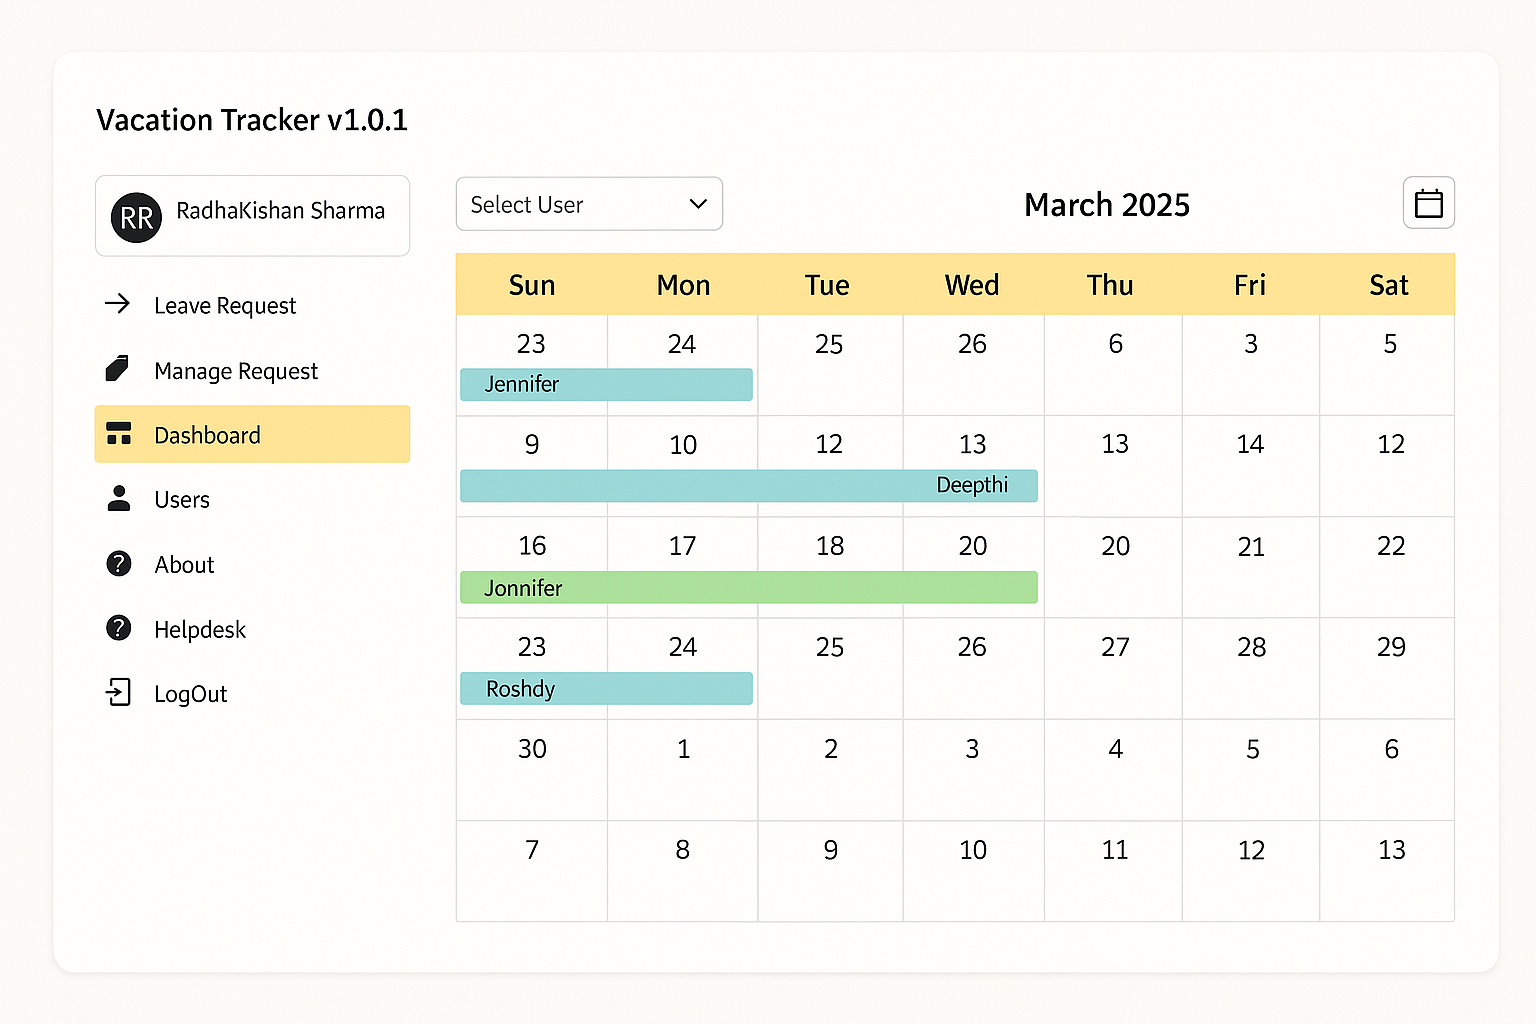 Vacation Tracker v1.0.1
RR RadhaKishan Sharma
Leave Request
Manage Request
Dashboard
Users
? About
? Helpdesk
LogOut
Select User
March 2025
Sun Mon Tue Wed Thu Fri Sat
23 24 25 26 6 3 5
Jennifer
9 10 12 13 13 14 12
Deepthi
16 17 18 20 20 21 22
Jonnifer
23 24 25 26 27 28 29
Roshdy
30 1 2 3 4 5 6
7 8 9 10 11 12 13